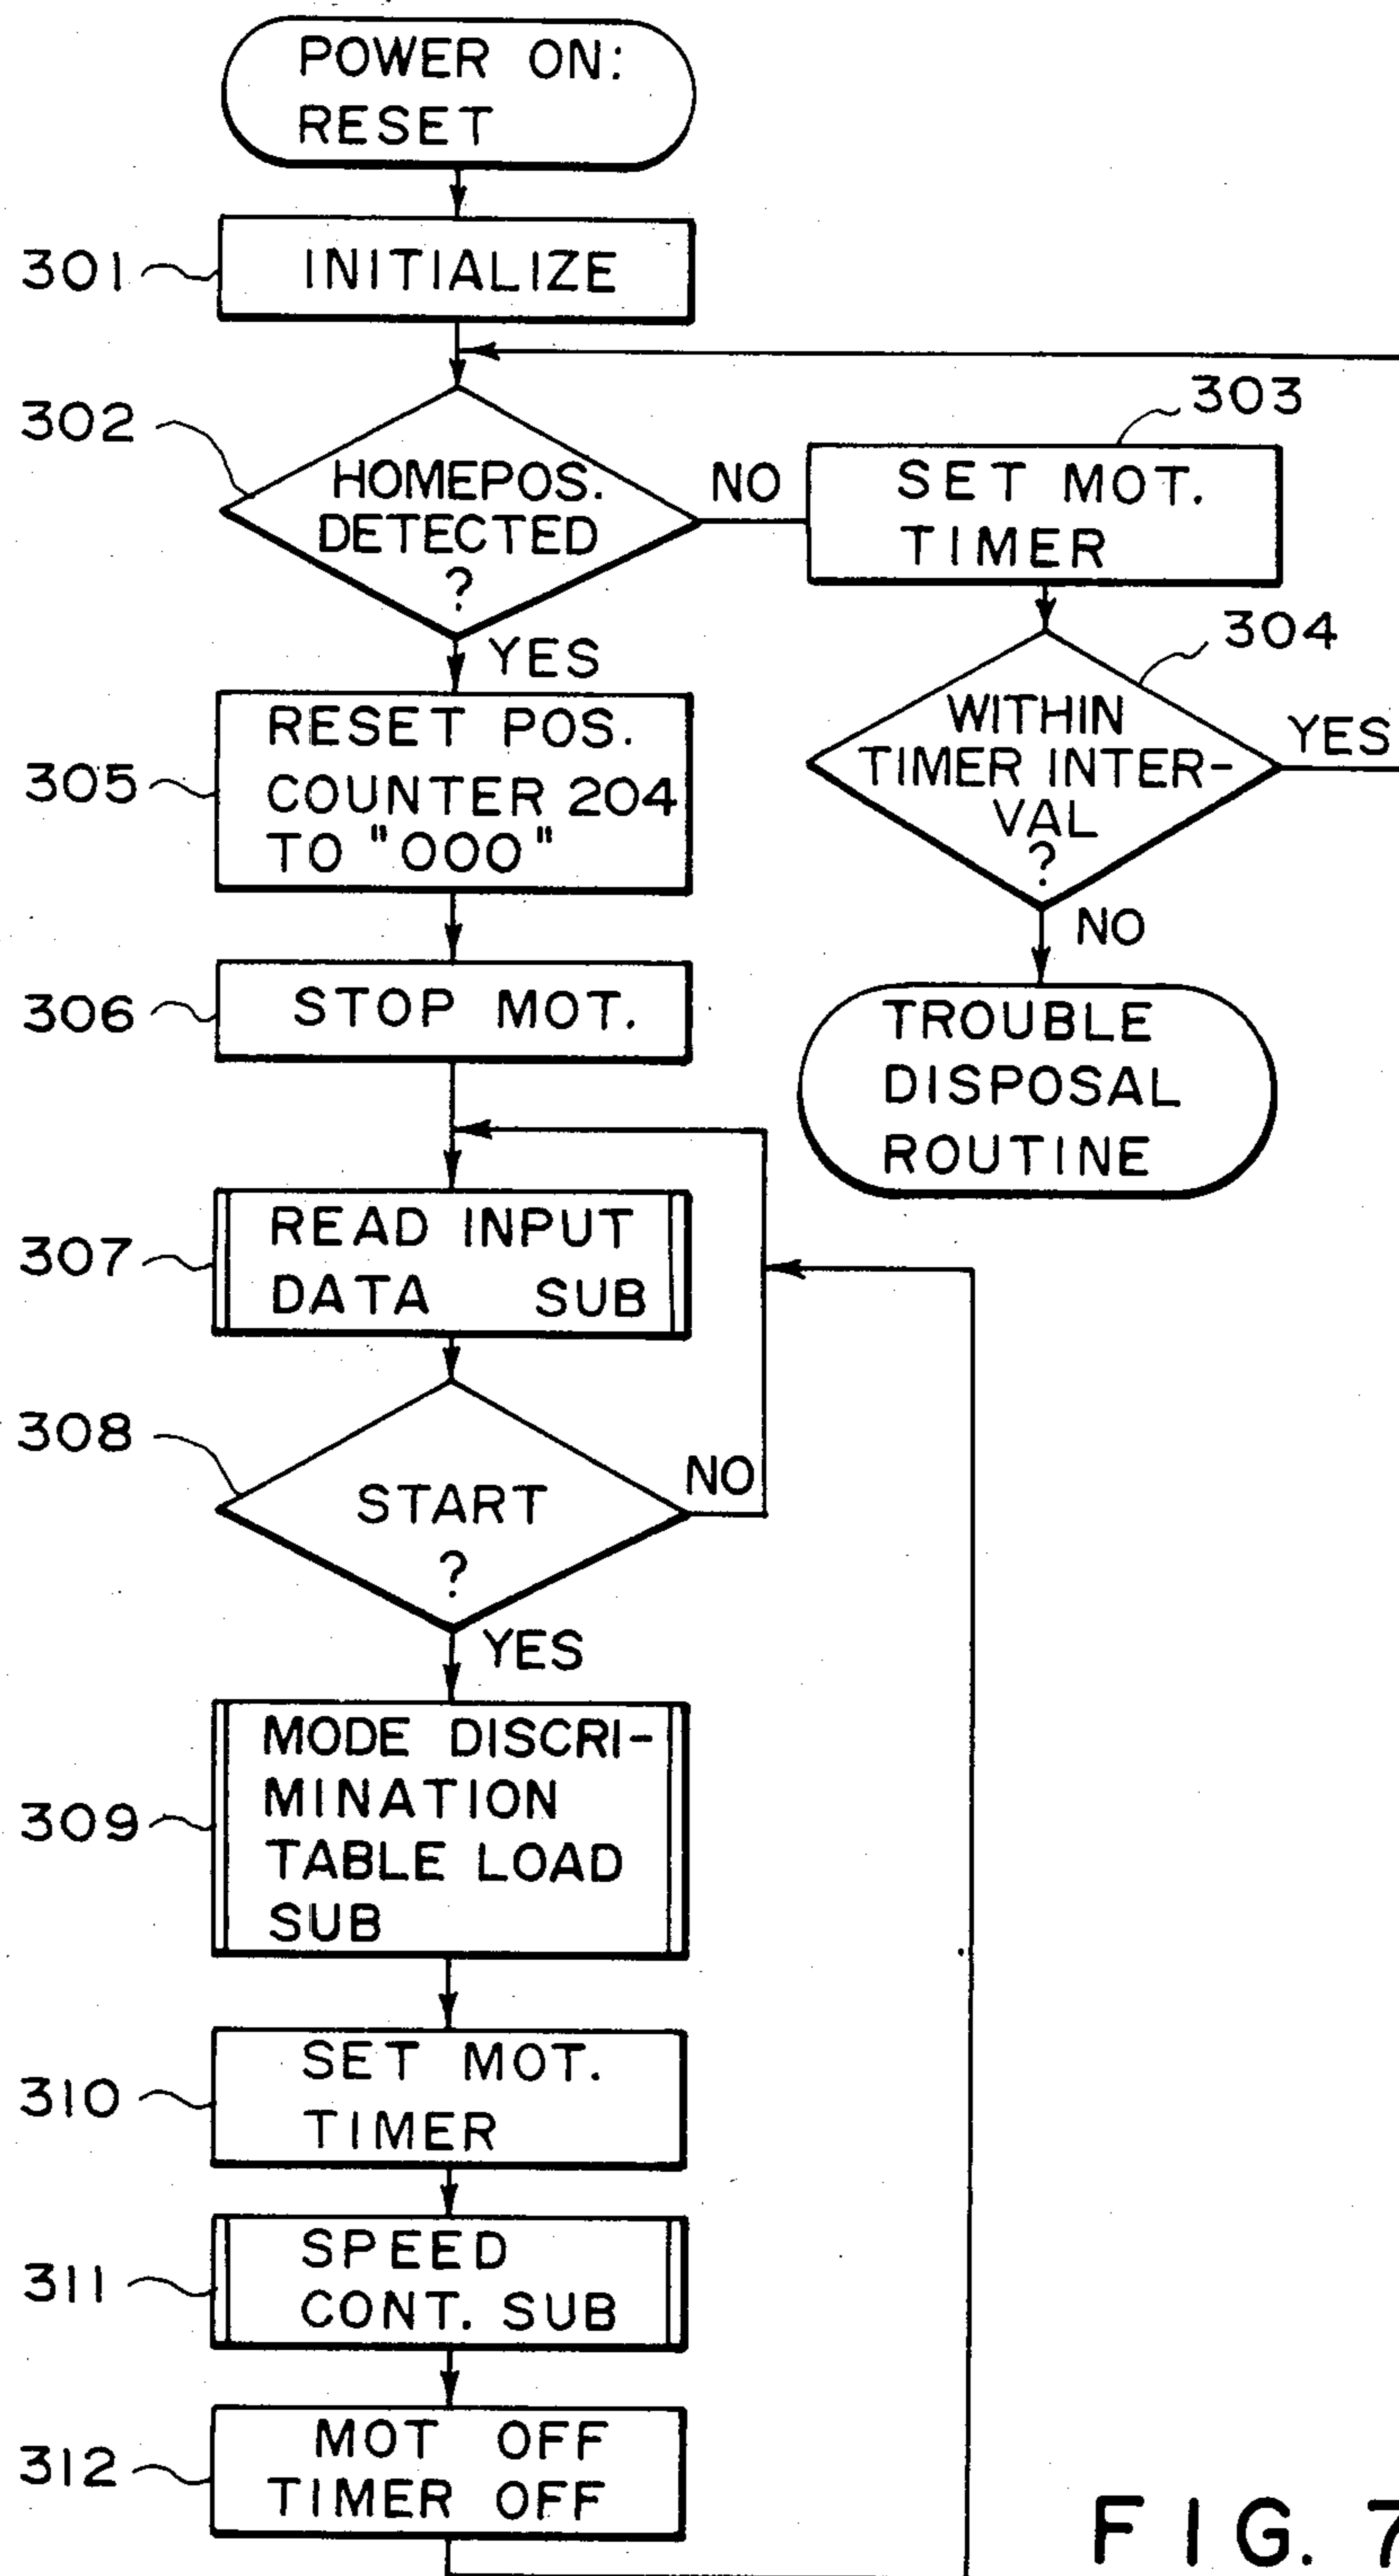 POWER ON:
RESET
301
INITIALIZE
302
HOMEPOS.
DETECTED
?
NO
303
SET MOT.
TIMER
YES
304
WITHIN
TIMER INTER-
VAL
?
YES
NO
305
RESET POS.
COUNTER 204
TO "000"
306
STOP MOT.
TROUBLE
DISPOSAL
ROUTINE
307
READ INPUT
DATA SUB
308
START
?
NO
YES
309
MODE DISCRI-
MINATION
TABLE LOAD
SUB
310
SET MOT.
TIMER
311
SPEED
CONT. SUB
312
MOT OFF
TIMER OFF
FIG. 7